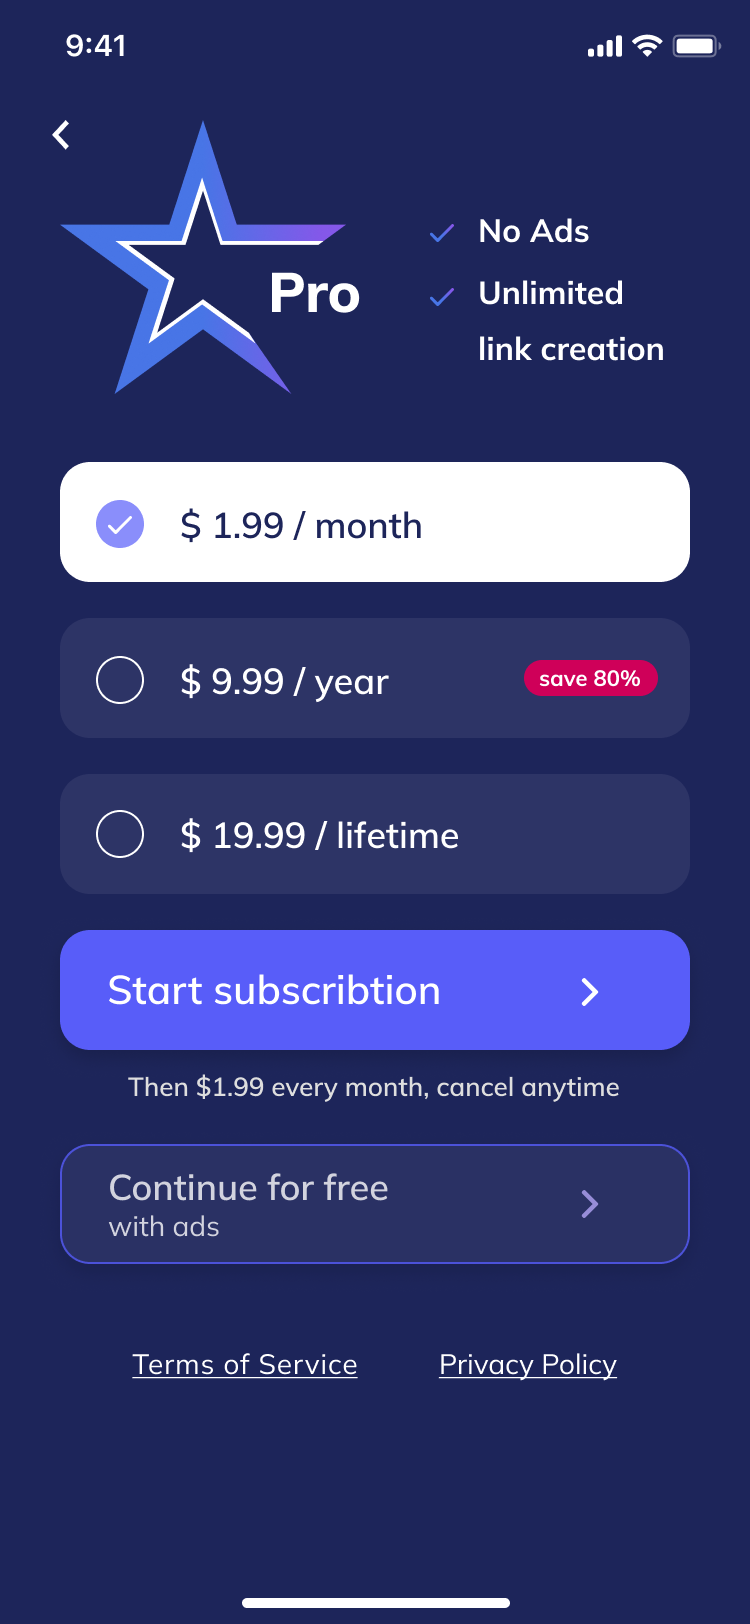 9:41
No Ads
Unlimited
link creation
Pro
$ 1.99 / month
$ 9.99 / year
save 80%
$ 19.99 / lifetime
Start subscribtion
Then $1.99 every month, cancel anytime
Continue for free
with ads
Terms of Service
Privacy Policy